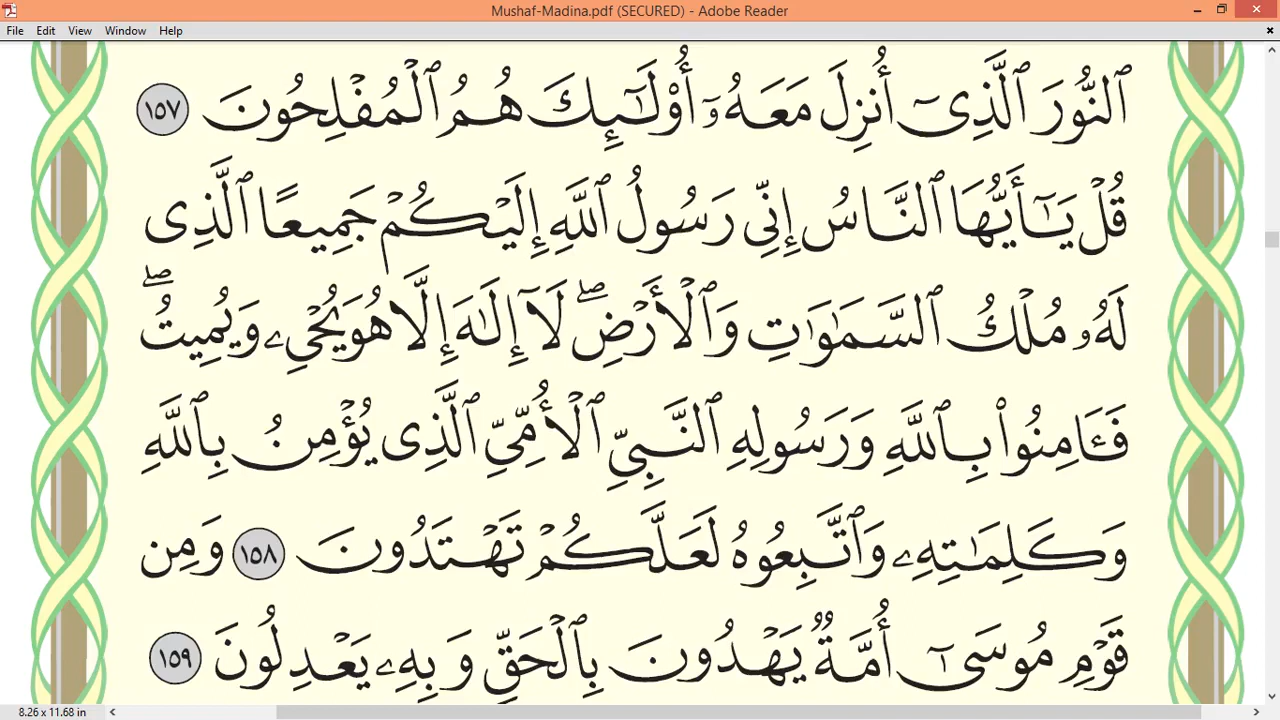 Mushaf-Madina.pdf (SECURED) - Adobe Reader
File Edit View Window Help
ٱلنُّورَ ٱلَّذِىٓ أُنزِلَ مَعَهُۥٓ أُوْلَـٰٓئِكَ هُمُ ٱلْمُفْلِحُونَ ١٥٧
قُلْ يَـٰٓأَيُّهَا ٱلنَّاسُ إِنِّى رَسُولُ ٱللَّهِ إِلَيْكُمْ جَمِيعًا ٱلَّذِى
لَهُۥ مُلْكُ ٱلسَّمَـٰوَٰتِ وَٱلْأَرْضِۖ لَآ إِلَـٰهَ إِلَّا هُوَ يُحْىِۦ وَيُمِيتُۖ
فَـَٔامِنُوا۟ بِٱللَّهِ وَرَسُولِهِ ٱلنَّبِىِّ ٱلْأُمِّىِّ ٱلَّذِى يُؤْمِنُ بِٱللَّهِ
وَكَلِمَـٰتِهِۦ وَٱتَّبِعُوهُ لَعَلَّكُمْ تَهْتَدُونَ ١٥٨ وَمِن
قَوْمِ مُوسَىٰٓ أُمَّةٌ يَهْدُونَ بِٱلْحَقِّ وَبِهِۦ يَعْدِلُونَ ١٥٩
8.26 x 11.68 in